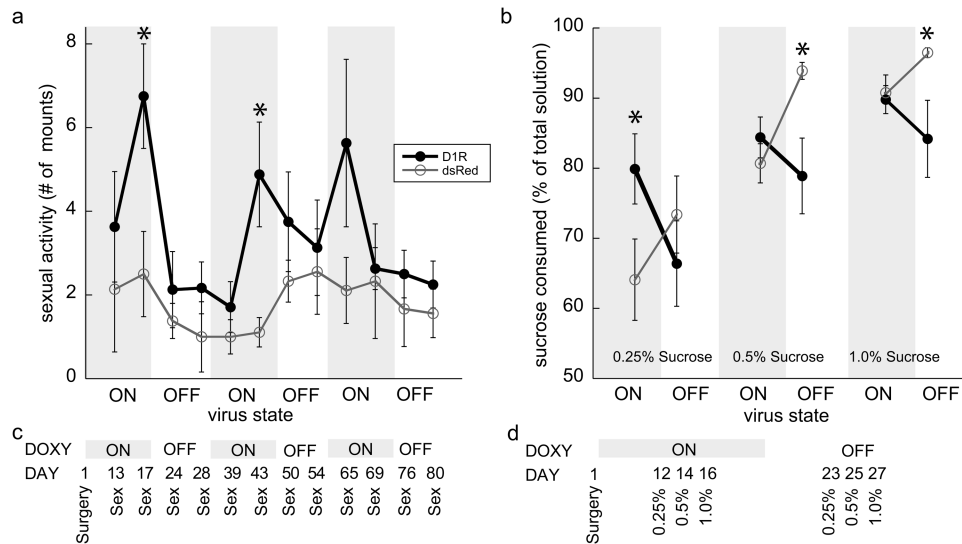 a
sexual activity (# of mounts)
8
6
4
2
0
*
*
D1R
dsRed
ON OFF ON OFF ON OFF
virus state
b
sucrose consumed (% of total solution)
100
90
80
70
60
50
*
*
*
0.25% Sucrose 0.5% Sucrose 1.0% Sucrose
ON OFF ON OFF ON OFF
virus state
c
DOXY ON OFF ON OFF ON OFF
DAY 1 13 17 24 28 39 43 50 54 65 69 76 80
Surgery Sex Sex Sex Sex Sex Sex Sex Sex Sex Sex Sex Sex
d
DOXY ON OFF
DAY 1 12 14 16 23 25 27
Surgery 0.25% 0.5% 1.0% 0.25% 0.5% 1.0%